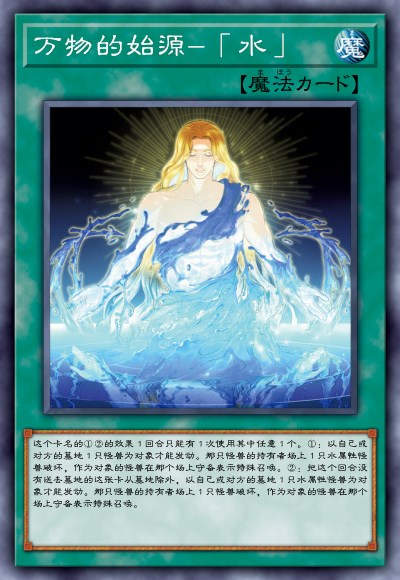 万物的始源-「水」
魔
【魔法カード】
ま ほう
这个卡名的①②的效果1回合只能有1次使用其中任意1个。①:以自己或
对方的墓地1只怪兽为对象才能发动。那只怪兽的持有者场上1只水属性怪
兽破坏,作为对象的怪兽在那个场上守备表示特殊召唤。②:把这个回合没
有送去墓地的这张卡从墓地除外,以自己或对方的墓地1只水属性怪兽为对
象才能发动。那只怪兽的持有者场上1只怪兽破坏,作为对象的怪兽在那个
场上守备表示特殊召唤。